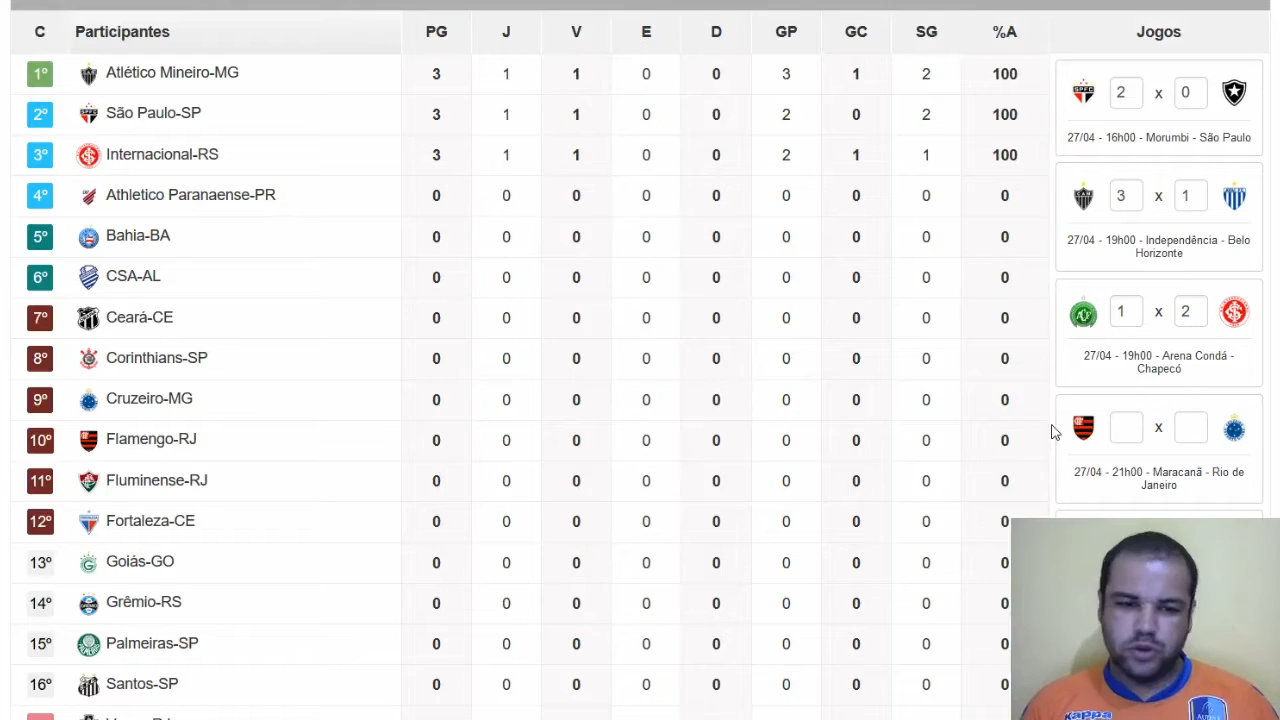 C Participantes PG J V E D GP GC SG %A Jogos
1º Atlético Mineiro-MG 3 1 1 0 0 3 1 2 100
2º São Paulo-SP 3 1 1 0 0 2 0 2 100
3º Internacional-RS 3 1 1 0 0 2 1 1 100
4º Athletico Paranaense-PR 0 0 0 0 0 0 0 0 0
5º Bahia-BA 0 0 0 0 0 0 0 0 0
6º CSA-AL 0 0 0 0 0 0 0 0 0
7º Ceará-CE 0 0 0 0 0 0 0 0 0
8º Corinthians-SP 0 0 0 0 0 0 0 0 0
9º Cruzeiro-MG 0 0 0 0 0 0 0 0 0
10º Flamengo-RJ 0 0 0 0 0 0 0 0 0
11º Fluminense-RJ 0 0 0 0 0 0 0 0 0
12º Fortaleza-CE 0 0 0 0 0 0 0 0 0
13º Goiás-GO 0 0 0 0 0 0 0 0 0
14º Grêmio-RS 0 0 0 0 0 0 0 0 0
15º Palmeiras-SP 0 0 0 0 0 0 0 0 0
16º Santos-SP 0 0 0 0 0 0 0 0 0
SPFC 2 x 0
27/04 - 16h00 - Morumbi - São Paulo
CAM 3 x 1
27/04 - 19h00 - Independência - Belo
Horizonte
1 x 2
27/04 - 19h00 - Arena Condá -
Chapecó
x
27/04 - 21h00 - Maracanã - Rio de
Janeiro
Kappa